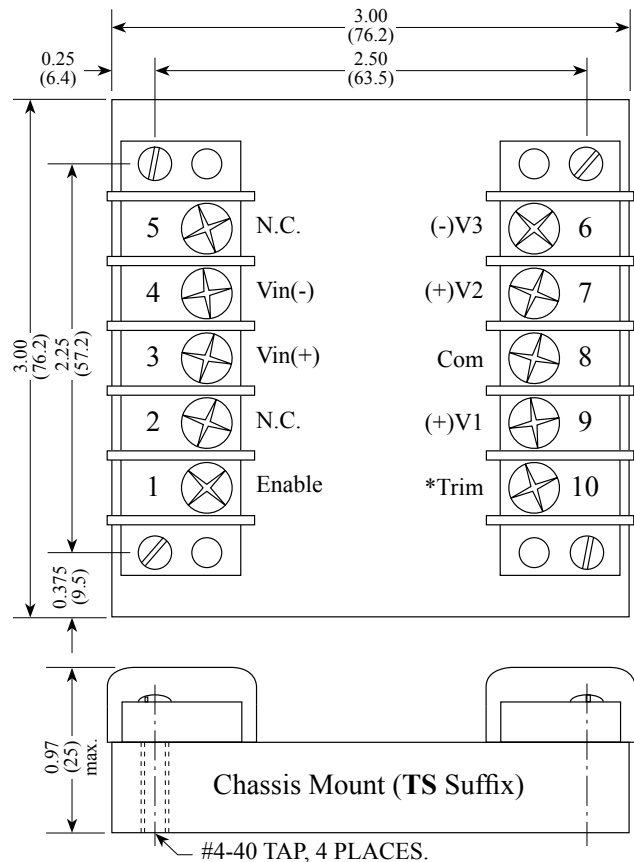 3.00
(76.2)
0.25
(6.4)
2.50
(63.5)
5 N.C. (-)V3 6
4 Vin(-) (+)V2 7
3 Vin(+) Com 8
2 N.C. (+)V1 9
1 Enable *Trim 10
3.00
(76.2)
2.25
(57.2)
0.375
(9.5)
0.97
(25)
max.
Chassis Mount (TS Suffix)
#4-40 TAP, 4 PLACES.